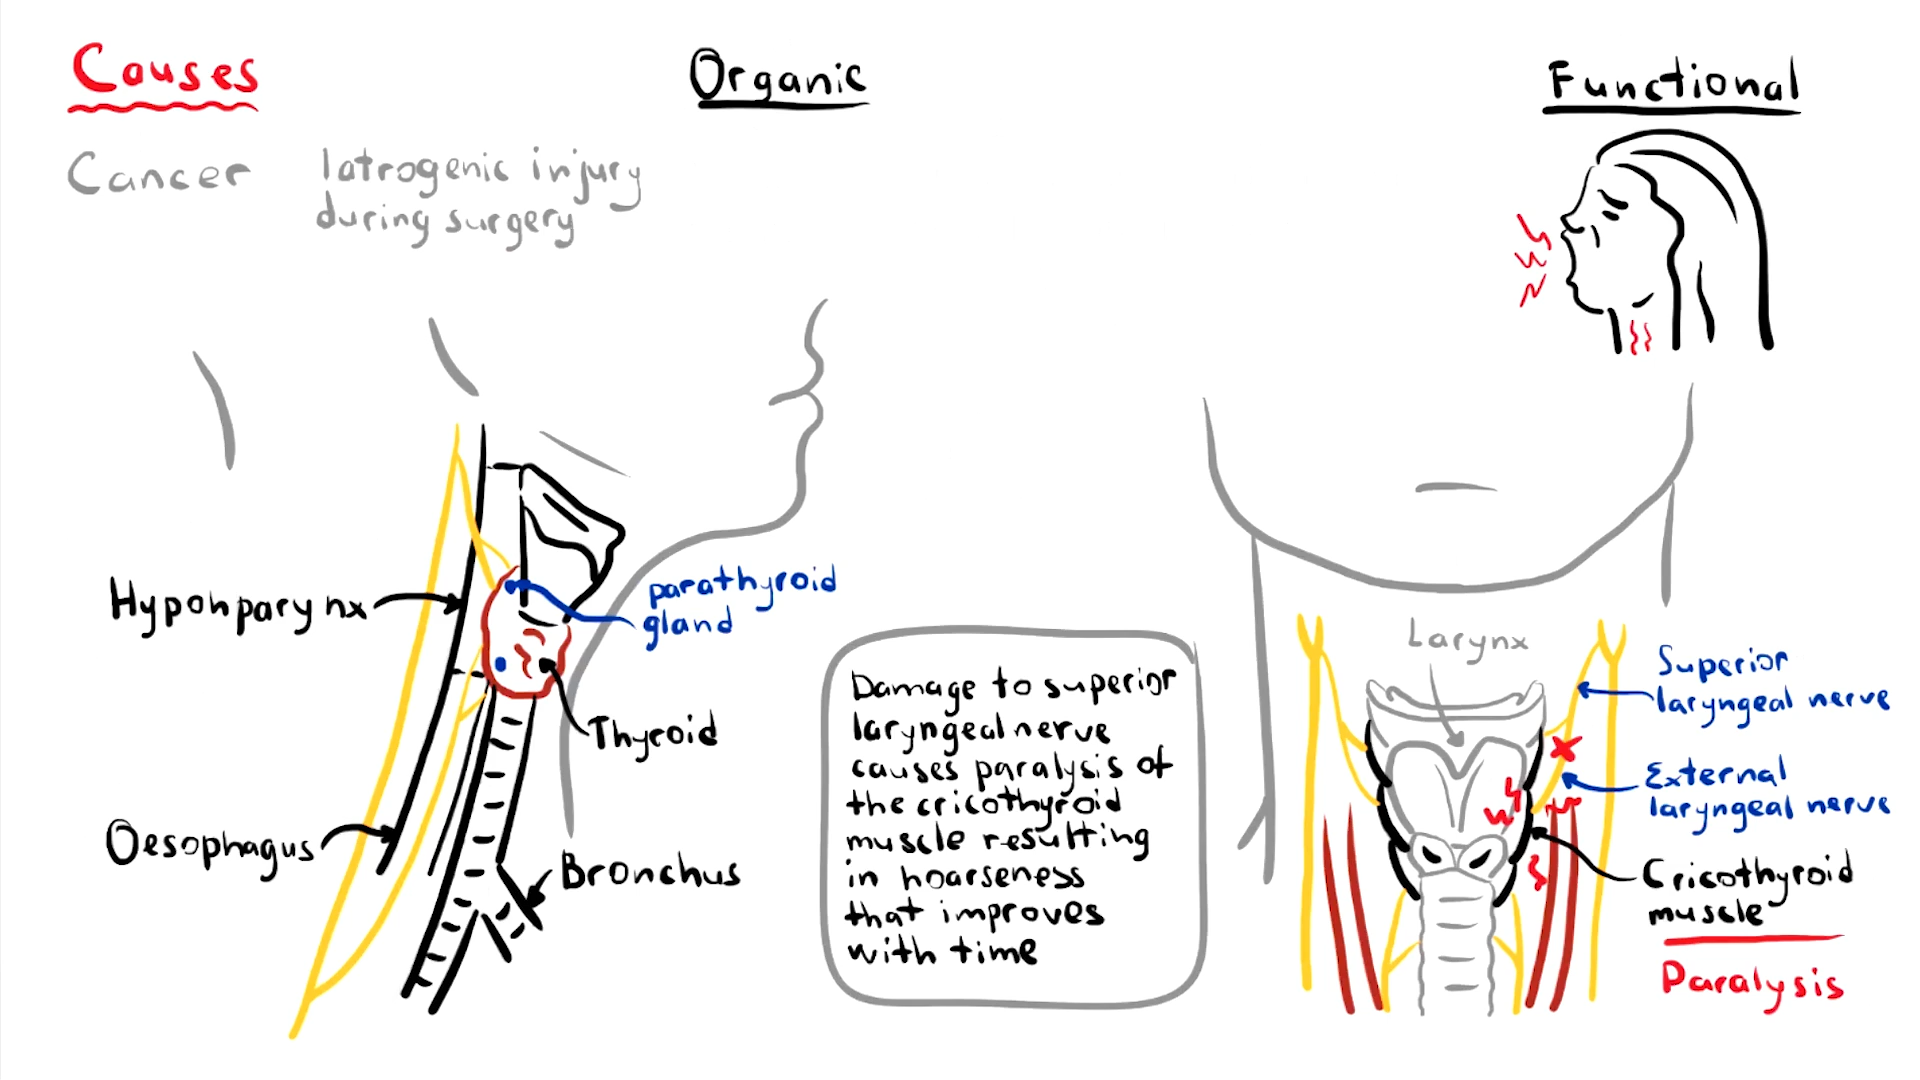 Causes
Organic
Functional
Cancer
Iatrogenic injury
during surgery
Hypohparynx
parathyroid
gland
Thyroid
Oesophagus
Bronchus
Damage to superior
laryngeal nerve
causes paralysis of
the cricothyroid
muscle resulting
in hoarseness
that improves
with time
Larynx
Superior
laryngeal nerve
External
laryngeal nerve
Cricothyroid
muscle
Paralysis